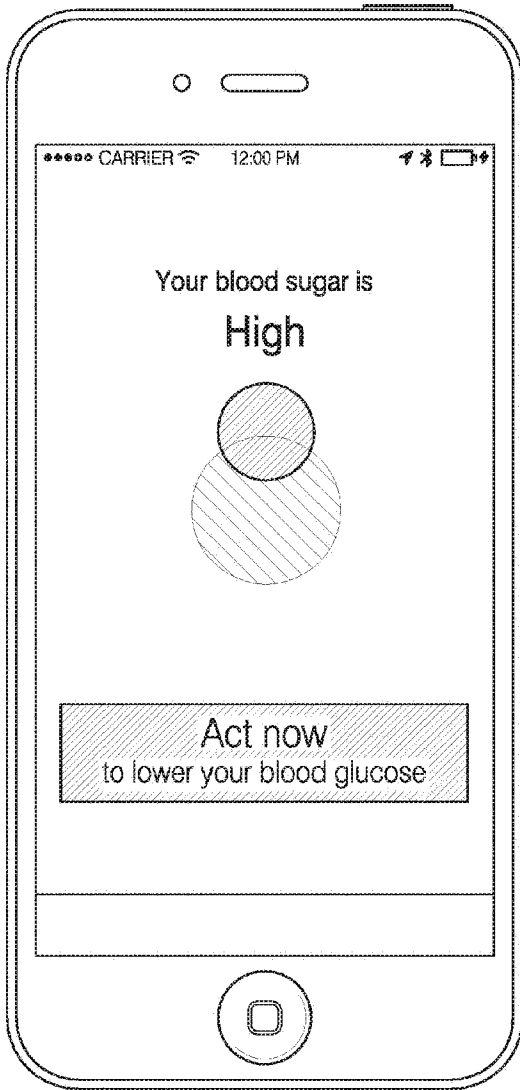 CARRIER 12:00 PM
Your blood sugar is
High
Act now
to lower your blood glucose